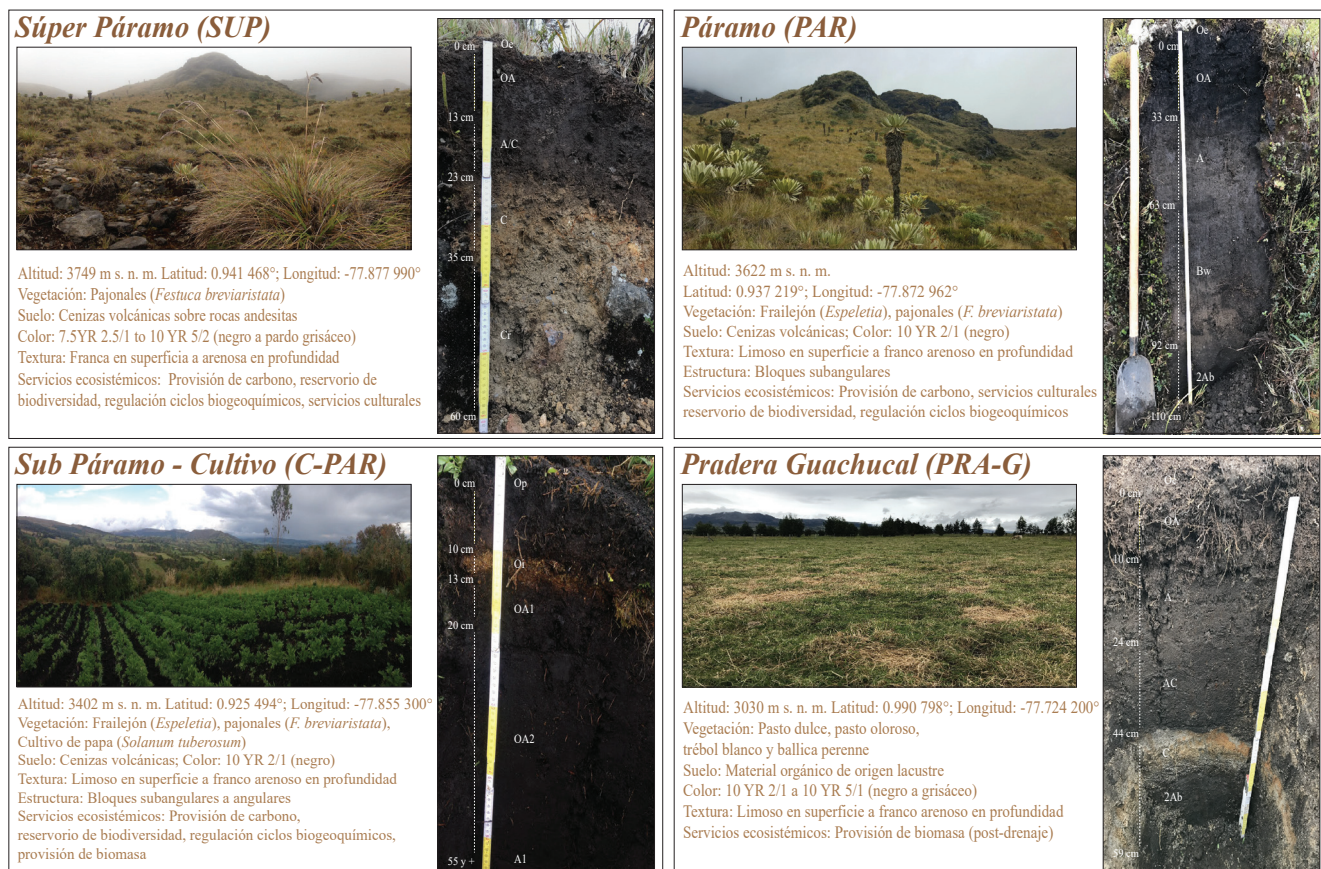 Súper Páramo (SUP)
0 cm
Oe
OA
13 cm
A/C
23 cm
C
35 cm
Cr
60 cm
Altitud: 3749 m s. n. m. Latitud: 0.941 468°; Longitud: -77.877 990°
Vegetación: Pajonales (Festuca breviaristata)
Suelo: Cenizas volcánicas sobre rocas andesitas
Color: 7.5YR 2.5/1 to 10 YR 5/2 (negro a pardo grisáceo)
Textura: Franca en superficia a arenosa en profundidad
Servicios ecosistémicos: Provisión de carbono, reservorio de
biodiversidad, regulación ciclos biogeoquímicos, servicios culturales
Páramo (PAR)
0 cm
Oe
OA
33 cm
A
63 cm
Bw
92 cm
2Ab
110 cm
Altitud: 3622 m s. n. m.
Latitud: 0.937 219°; Longitud: -77.872 962°
Vegetación: Frailejón (Espeletia), pajonales (F. breviaristata)
Suelo: Cenizas volcánicas; Color: 10 YR 2/1 (negro)
Textura: Limoso en superficie a franco arenoso en profundidad
Estructura: Bloques subangulares
Servicios ecosistémicos: Provisión de carbono, servicios culturales
reservorio de biodiversidad, regulación ciclos biogeoquímicos
Sub Páramo - Cultivo (C-PAR)
0 cm
Op
10 cm
Oi
13 cm
OA1
20 cm
OA2
55 y +
A1
Altitud: 3402 m s. n. m. Latitud: 0.925 494°; Longitud: -77.855 300°
Vegetación: Frailejón (Espeletia), pajonales (F. breviaristata),
Cultivo de papa (Solanum tuberosum)
Suelo: Cenizas volcánicas; Color: 10 YR 2/1 (negro)
Textura: Limoso en superficie a franco arenoso en profundidad
Estructura: Bloques subangulares a angulares
Servicios ecosistémicos: Provisión de carbono,
reservorio de biodiversidad, regulación ciclos biogeoquímicos,
provisión de biomasa
Pradera Guachucal (PRA-G)
0 cm
OA
10 cm
A
24 cm
AC
44 cm
C
2Ab
59 cm
Altitud: 3030 m s. n. m. Latitud: 0.990 798°; Longitud: -77.724 200°
Vegetación: Pasto dulce, pasto oloroso,
trébol blanco y ballica perenne
Suelo: Material orgánico de origen lacustre
Color: 10 YR 2/1 a 10 YR 5/1 (negro a grisáceo)
Textura: Limoso en superficie a franco arenoso en profundidad
Servicios ecosistémicos: Provisión de biomasa (post-drenaje)